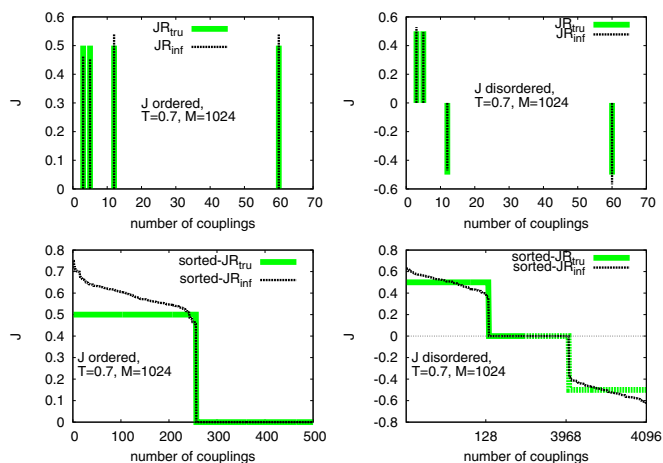 JR_tru
JR_inf
J ordered,
T=0.7, M=1024
J
0
0.1
0.2
0.3
0.4
0.5
0.6
0 10 20 30 40 50 60 70
number of couplings
JR_tru
JR_inf
J disordered,
T=0.7, M=1024
-0.6
-0.4
-0.2
0
0.2
0.4
0.6
0 10 20 30 40 50 60 70
number of couplings
sorted-JR_tru
sorted-JR_inf
J ordered,
T=0.7, M=1024
J
0
0.1
0.2
0.3
0.4
0.5
0.6
0.7
0.8
0 100 200 300 400 500
number of couplings
sorted-JR_tru
sorted-JR_inf
J disordered,
T=0.7, M=1024
-0.8
-0.6
-0.4
-0.2
0
0.2
0.4
0.6
0.8
128 3968 4096
number of couplings